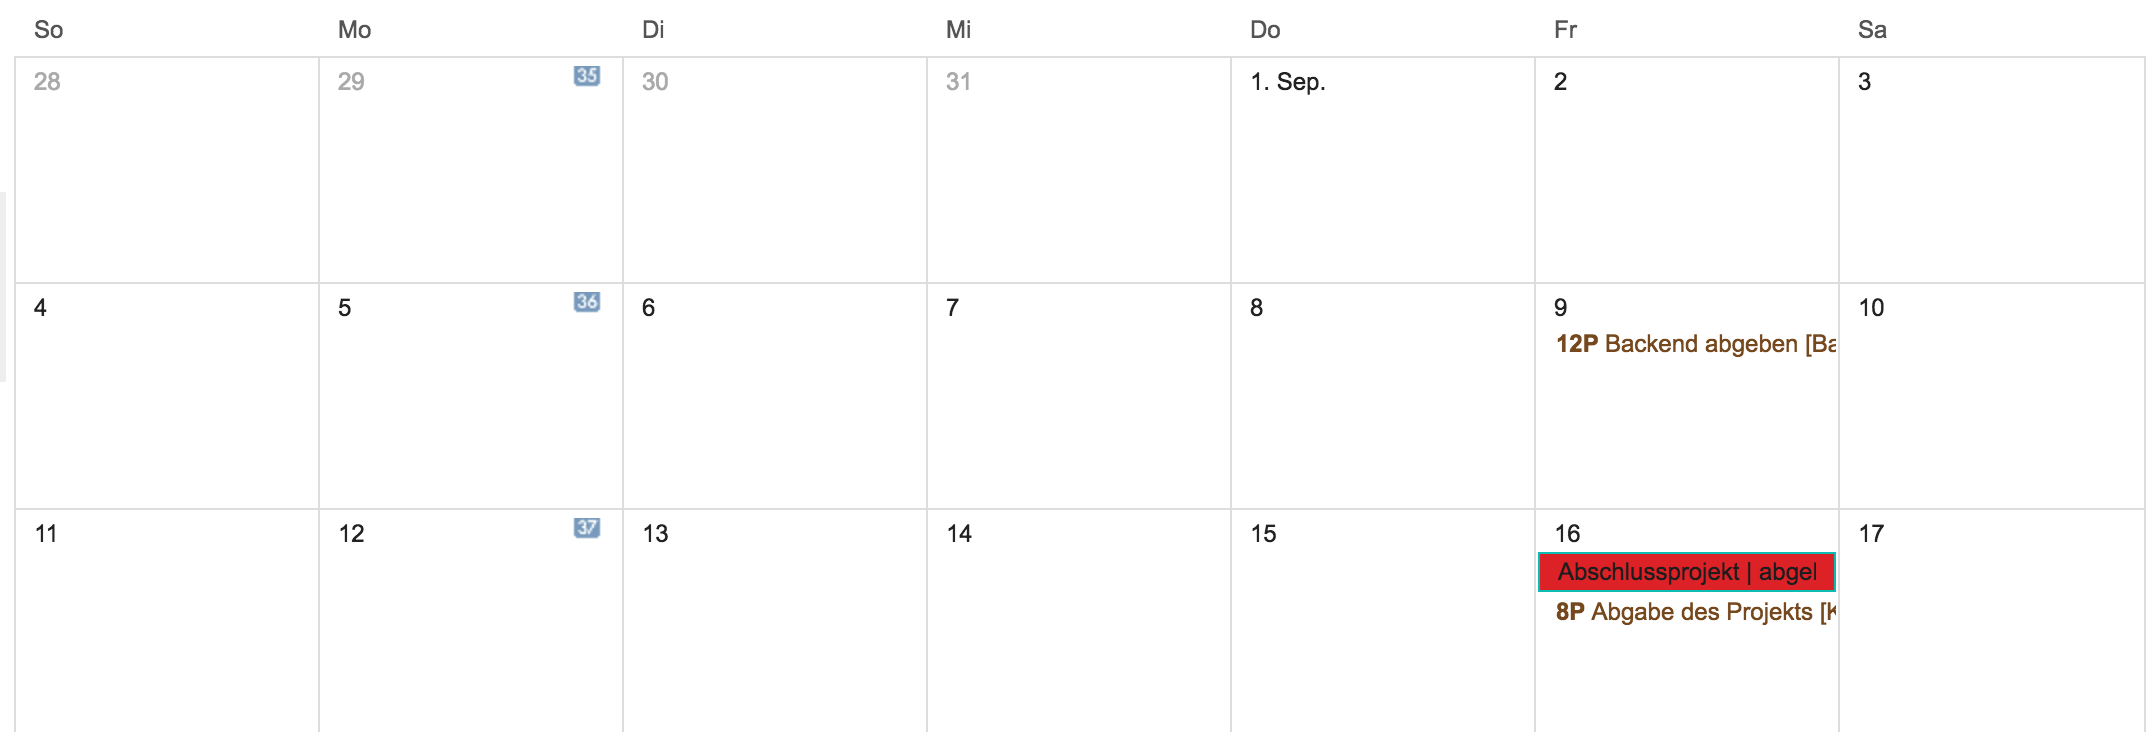 So Mo Di Mi Do Fr Sa
28 29 35 30 31 1. Sep. 2 3
4 5 36 6 7 8 9 10
12P Backend abgeben [Ba
11 12 37 13 14 15 16 17
Abschlussprojekt | abge
8P Abgabe des Projekts [K